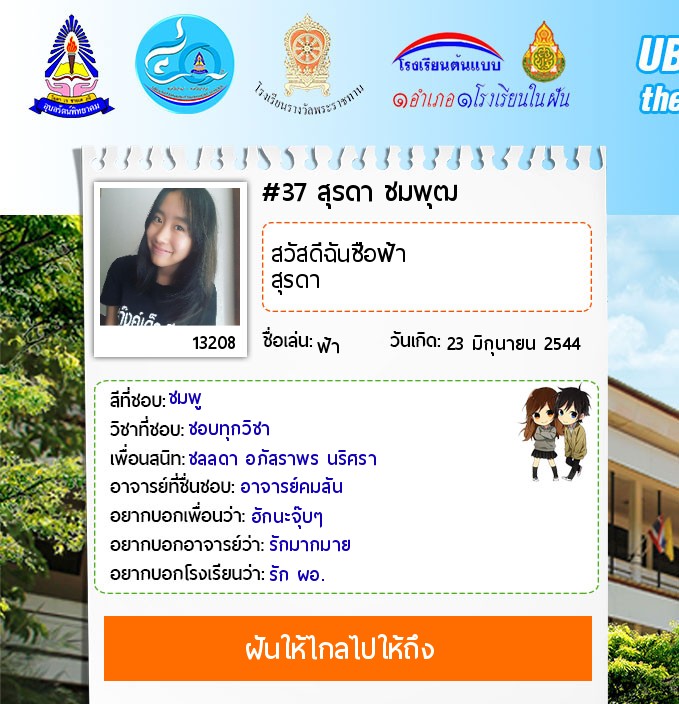 อุบลรัตน์พิทยาคม
โรงเรียนรางวัลพระราชทาน
โรงเรียนต้นแบบ
๑อำเภอ๑โรงเรียนในฝัน
UB
the
#37 สุรดา ชมพุฒ
สวัสดีฉันชื่อฟ้า
สุรดา
13208
ชื่อเล่น: ฟ้า วันเกิด: 23 มิถุนายน 2544
สีที่ชอบ: ชมพู
วิชาที่ชอบ: ชอบทุกวิชา
เพื่อนสนิท: ชลลดา อภัสราพร นริศรา
อาจารย์ที่ชื่นชอบ: อาจารย์คมสัน
อยากบอกเพื่อนว่า: ฮักนะจุ๊บๆ
อยากบอกอาจารย์ว่า: รักมากมาย
อยากบอกโรงเรียนว่า: รัก ผอ.
ฝันให้ไกลไปให้ถึง